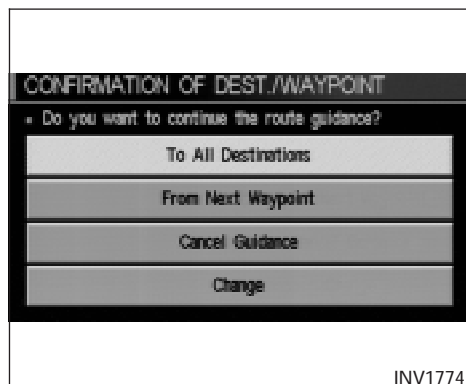 CONFIRMATION OF DEST./WAYPOINT
▪ Do you want to continue the route guidance?
To All Destinations
From Next Waypoint
Cancel Guidance
Change
INV1774